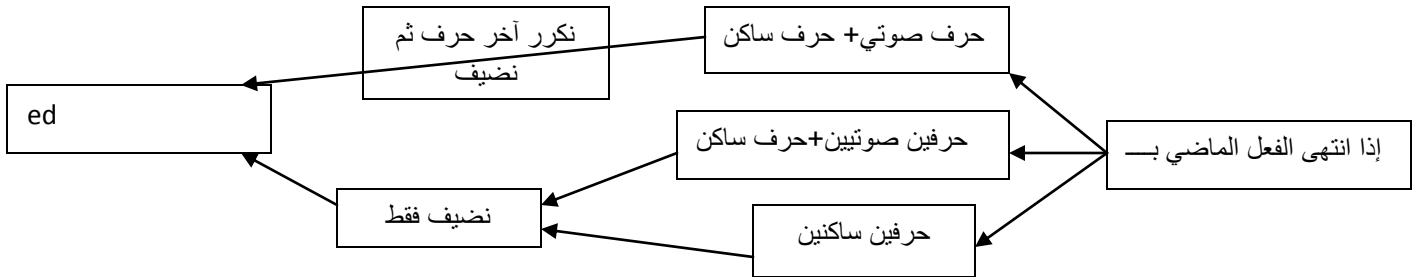 إذا انتهى الفعل الماضي بــــ
حرف صوتي+ حرف ساكن
نكرر آخر حرف ثم
نضيف
حرفين صوتيين+حرف ساكن
حرفين ساكنين
نضيف فقط
ed